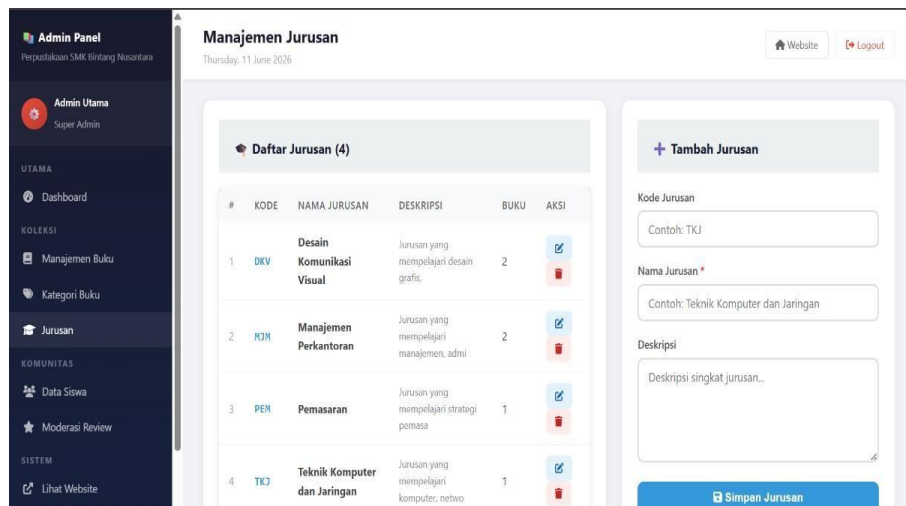 Admin Panel
Perpustakaan SMK Bintang Nusantara
Admin Utama
Super Admin
UTAMA
Dashboard
KOLEKSI
Manajemen Buku
Kategori Buku
Jurusan
KOMUNITAS
Data Siswa
Moderasi Review
SISTEM
Lihat Website
Manajemen Jurusan
Thursday, 11 June 2026
Website
Logout
Daftar Jurusan (4)
# KODE NAMA JURUSAN DESKRIPSI BUKU AKSI
1 DKV Desain Komunikasi Visual Jurusan yang mempelajari desain grafis, 2
2 MJM Manajemen Perkantoran Jurusan yang mempelajari manajemen, admi 2
3 PEM Pemasaran Jurusan yang mempelajari strategi pemasa 1
4 TKJ Teknik Komputer dan Jaringan Jurusan yang mempelajari komputer, netwo 1
Tambah Jurusan
Kode Jurusan
Contoh: TKJ
Nama Jurusan *
Contoh: Teknik Komputer dan Jaringan
Deskripsi
Deskripsi singkat jurusan...
Simpan Jurusan